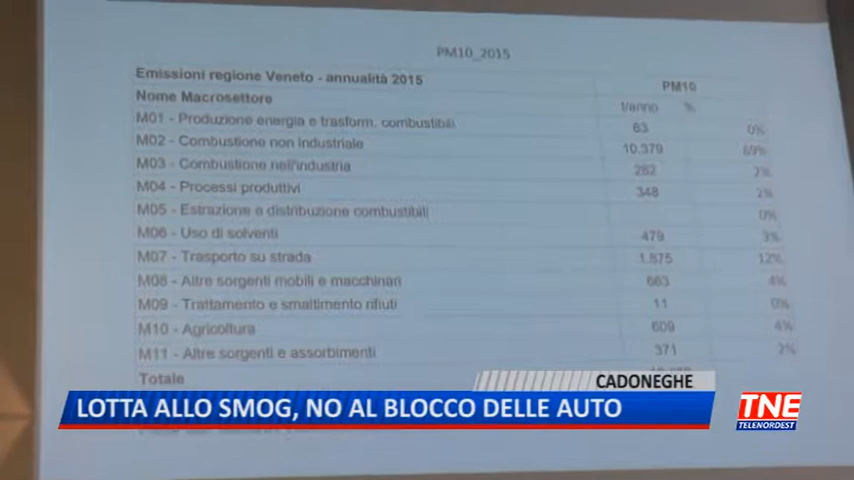 PM10_2015
Emissioni regione Veneto - annualità 2015 PM10
Nome Macrosettore t/anno %
M01 - Produzione energia e trasform. combustibili 63 0%
M02 - Combustione non industriale 10.379 69%
M03 - Combustione nell'industria 262 2%
M04 - Processi produttivi 348 2%
M05 - Estrazione e distribuzione combustibili 0%
M06 - Uso di solventi 479 3%
M07 - Trasporto su strada 1.875 12%
M08 - Altre sorgenti mobili e macchinari 663 4%
M09 - Trattamento e smaltimento rifiuti 11 0%
M10 - Agricoltura 609 4%
M11 - Altre sorgenti e assorbimenti 371 2%
Totale
CADONEGHE
LOTTA ALLO SMOG, NO AL BLOCCO DELLE AUTO
TNE
TELENORDEST